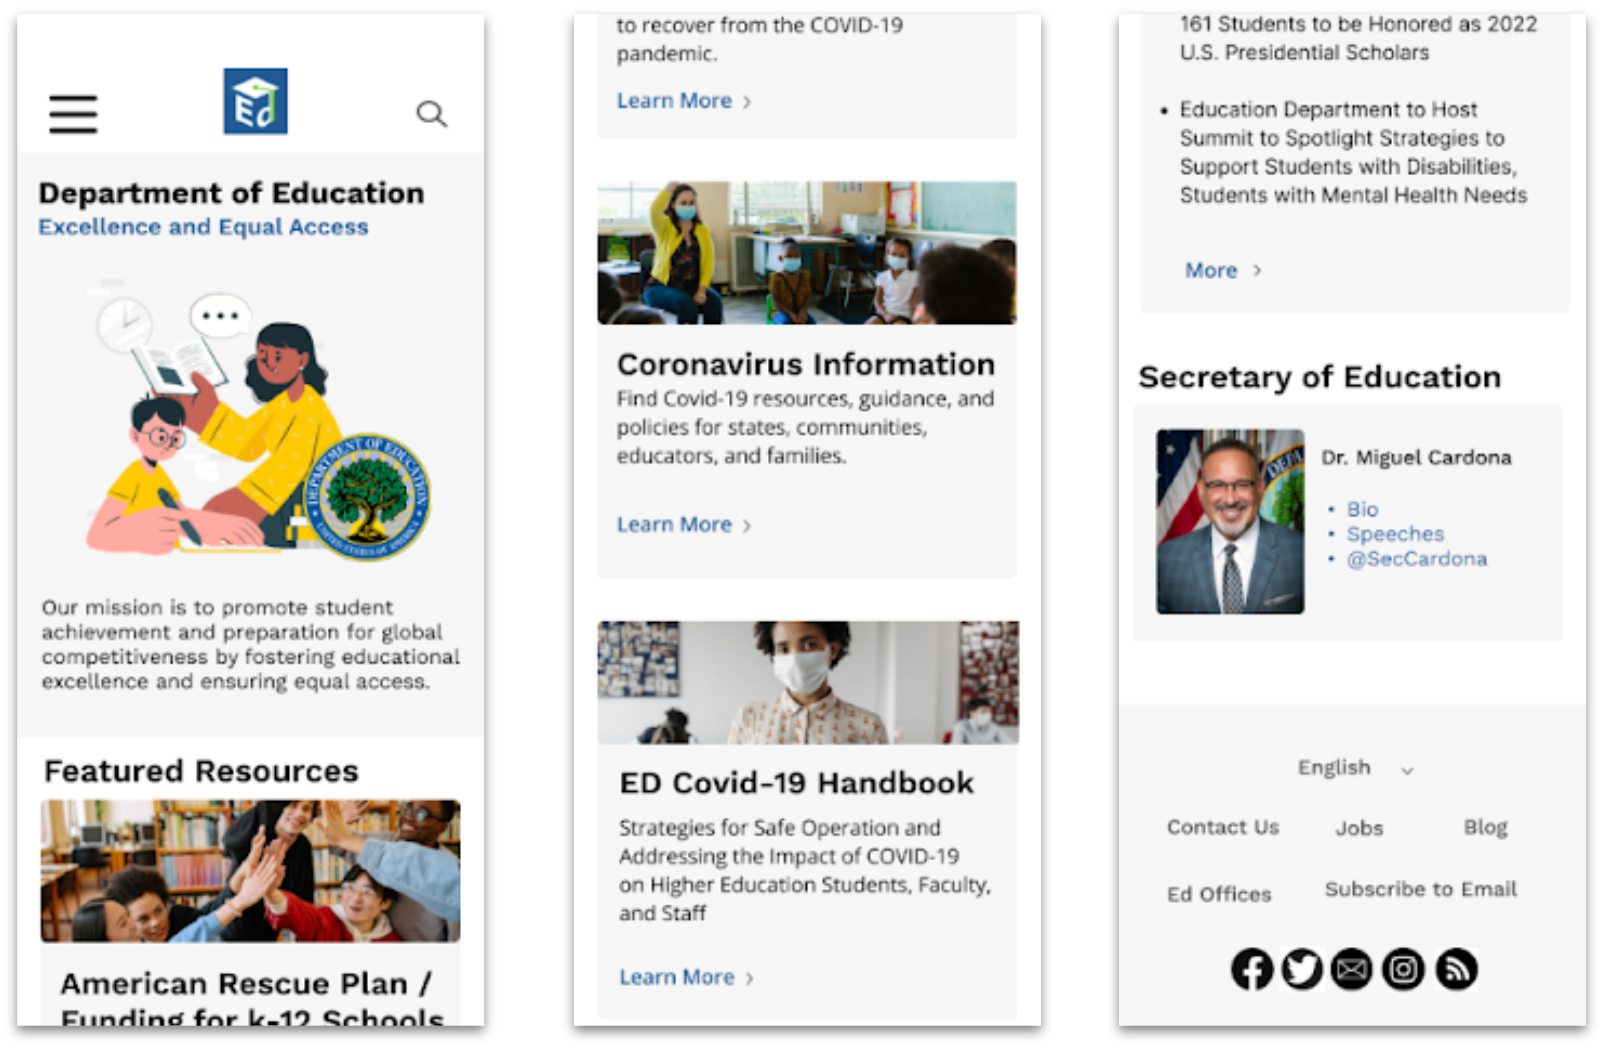 Ed
Department of Education
Excellence and Equal Access
DEPARTMENT OF EDUCATION
UNITED STATES OF AMERICA
Our mission is to promote student
achievement and preparation for global
competitiveness by fostering educational
excellence and ensuring equal access.
Featured Resources
American Rescue Plan /
Funding for k-12 Schools
to recover from the COVID-19
pandemic.
Learn More >
Coronavirus Information
Find Covid-19 resources, guidance, and
policies for states, communities,
educators, and families.
Learn More >
ED Covid-19 Handbook
Strategies for Safe Operation and
Addressing the Impact of COVID-19
on Higher Education Students, Faculty,
and Staff
Learn More >
161 Students to be Honored as 2022
U.S. Presidential Scholars
• Education Department to Host
Summit to Spotlight Strategies to
Support Students with Disabilities,
Students with Mental Health Needs
More >
Secretary of Education
DEPA
Dr. Miguel Cardona
• Bio
• Speeches
• @SecCardona
English
Contact Us Jobs Blog
Ed Offices Subscribe to Email